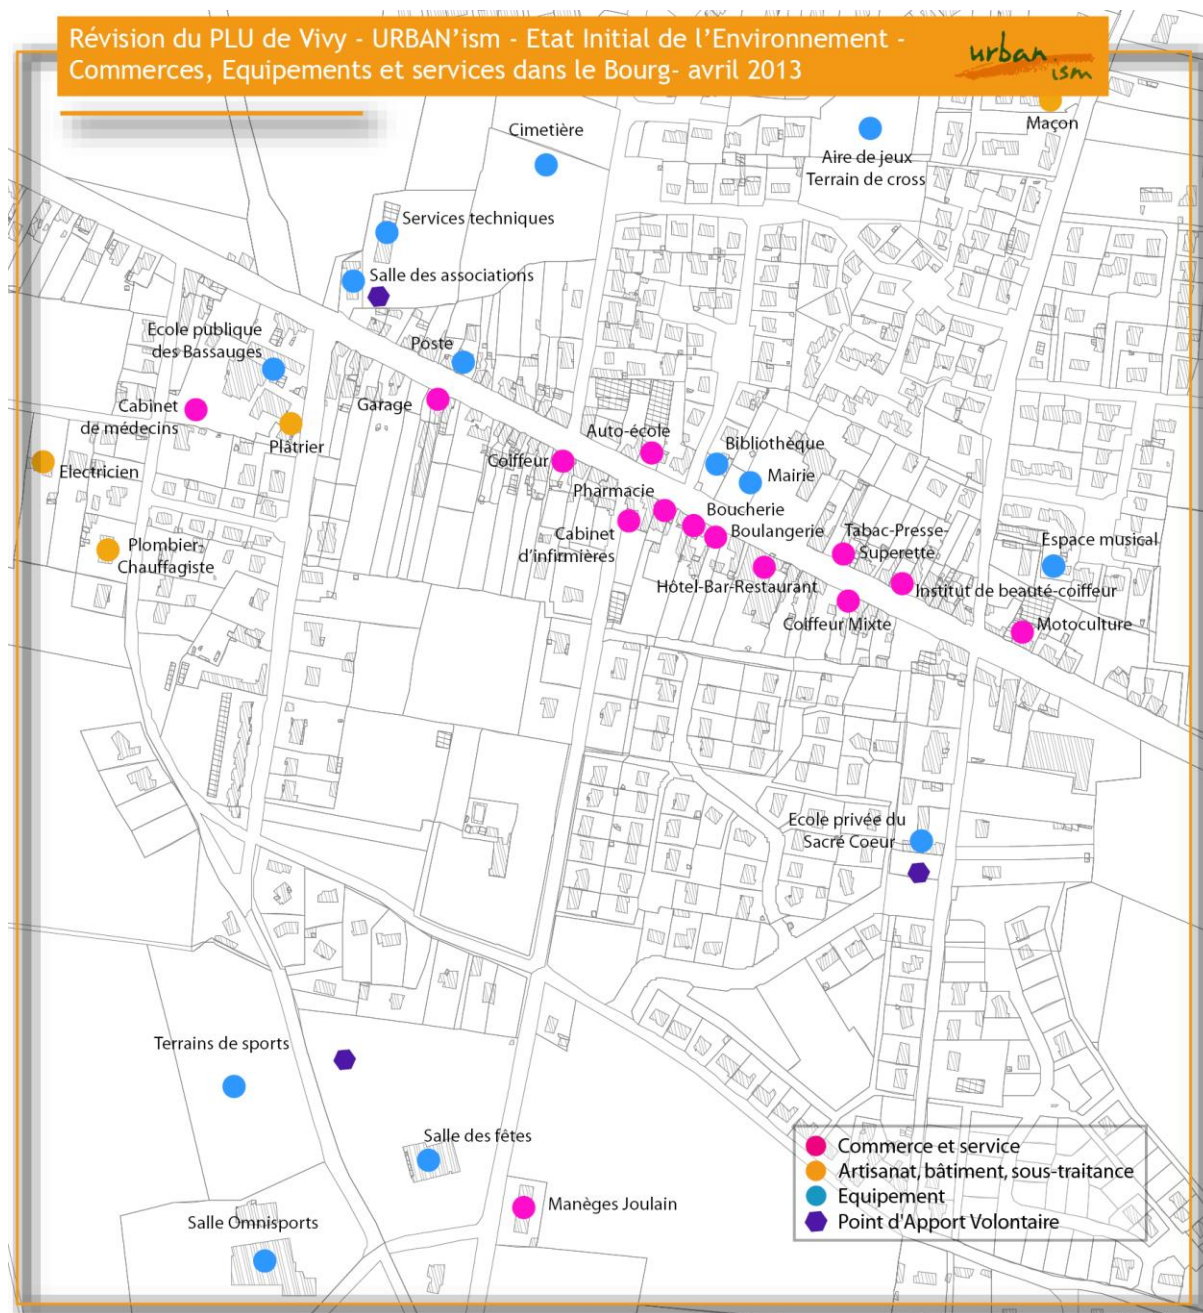 Révision du PLU de Vivy - URBAN'ism - Etat Initial de l'Environnement -
Commerces, Equipements et services dans le Bourg- avril 2013
urban
ism
Maçon
Cimetière
Aire de jeux
Terrain de cross
Services techniques
Salle des associations
Ecole publique
des Bassauges
Poste
Cabinet
de médecins
Garage
Plâtrier
Auto-école
Bibliothèque
Electricien
Coiffeur
Mairie
Pharmacie
Boucherie
Boulangerie
Cabinet
d'infirmières
Tabac-Presse-
Superette
Espace musical
Plombier-
Chauffagiste
Hôtel-Bar-Restaurant
Institut de beauté-coiffeur
Coiffeur Mixte
Motoculture
Ecole privée du
Sacré Coeur
Terrains de sports
Salle des fêtes
Manèges Joulain
Salle Omnisports
Commerce et service
Artisanat, bâtiment, sous-traitance
Equipement
Point d'Apport Volontaire